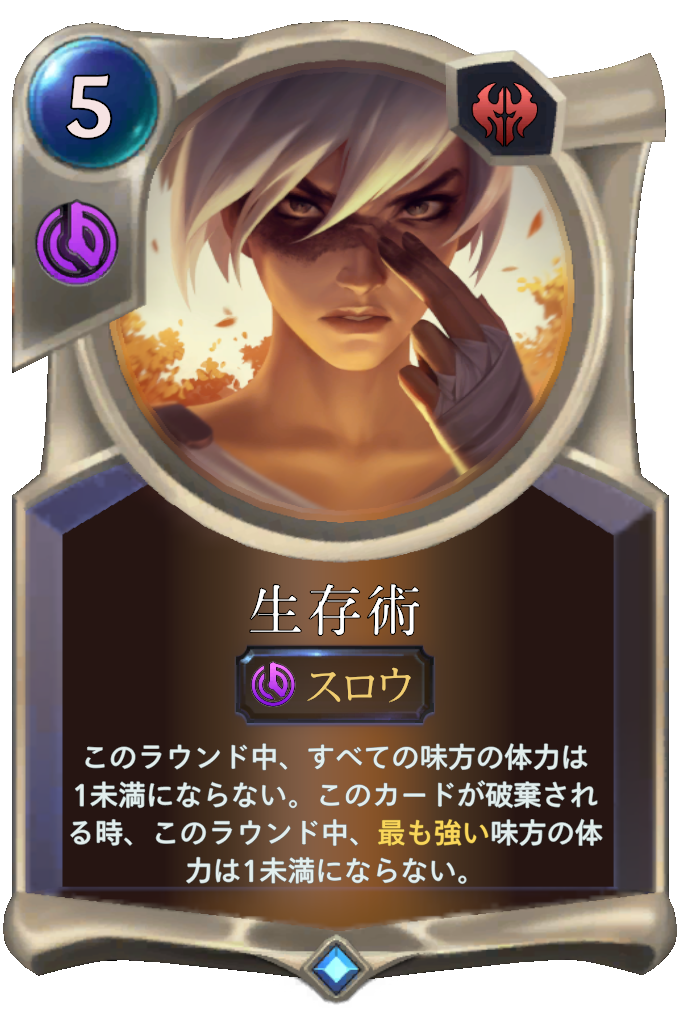 5
生存術
スロウ
このラウンド中、すべての味方の体力は
1未満にならない。このカードが破棄され
る時、このラウンド中、最も強い味方の体
力は1未満にならない。